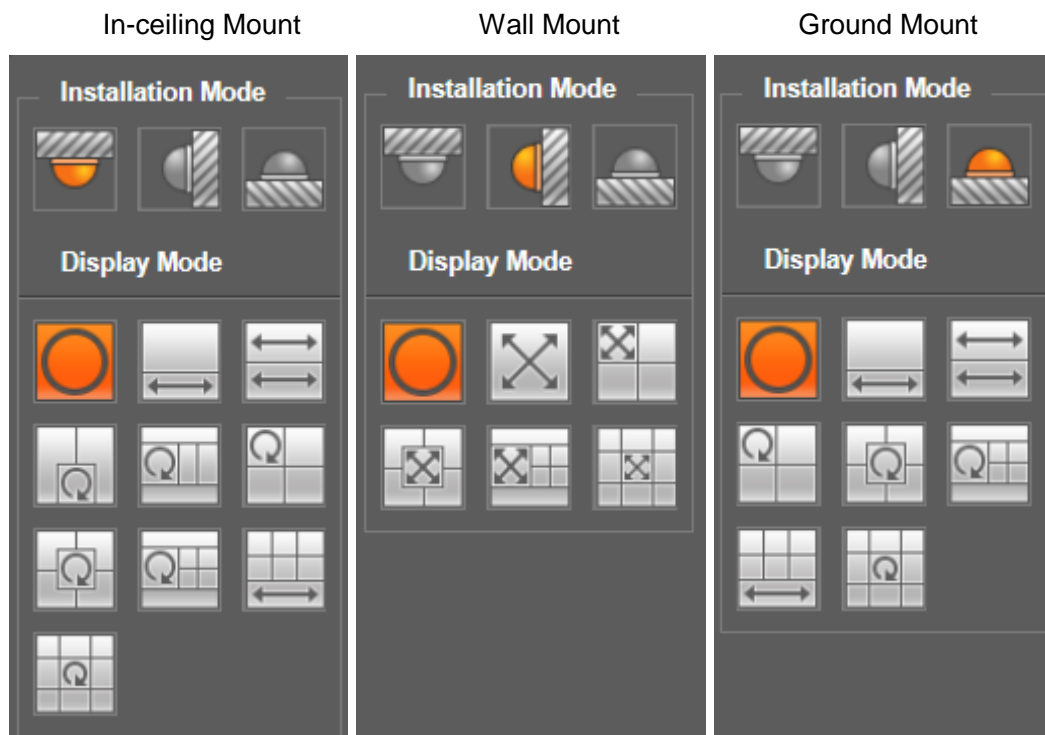 In-ceiling Mount
Wall Mount
Ground Mount
Installation Mode
Installation Mode
Installation Mode
Display Mode
Display Mode
Display Mode